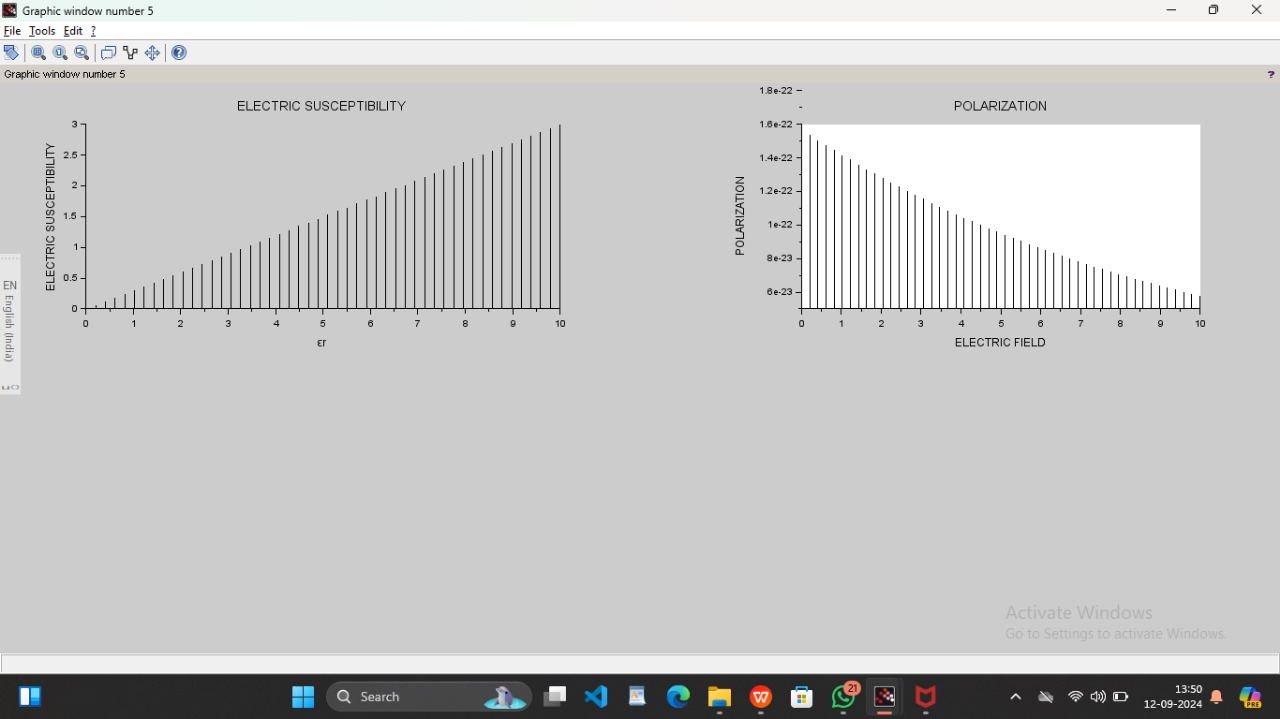 Graphic window number 5
File Tools Edit ?
Graphic window number 5 ?
ELECTRIC SUSCEPTIBILITY
ELECTRIC SUSCEPTIBILITY
3
2.5
2
1.5
1
0.5
0
0 1 2 3 4 5 6 7 8 9 10
εr
POLARIZATION
POLARIZATION
1.8e-22
1.6e-22
1.4e-22
1.2e-22
1e-22
8e-23
6e-23
0 1 2 3 4 5 6 7 8 9 10
ELECTRIC FIELD
EN
English (India)
Activate Windows
Go to Settings to activate Windows.
Search
21
13:50
12-09-2024
PRE